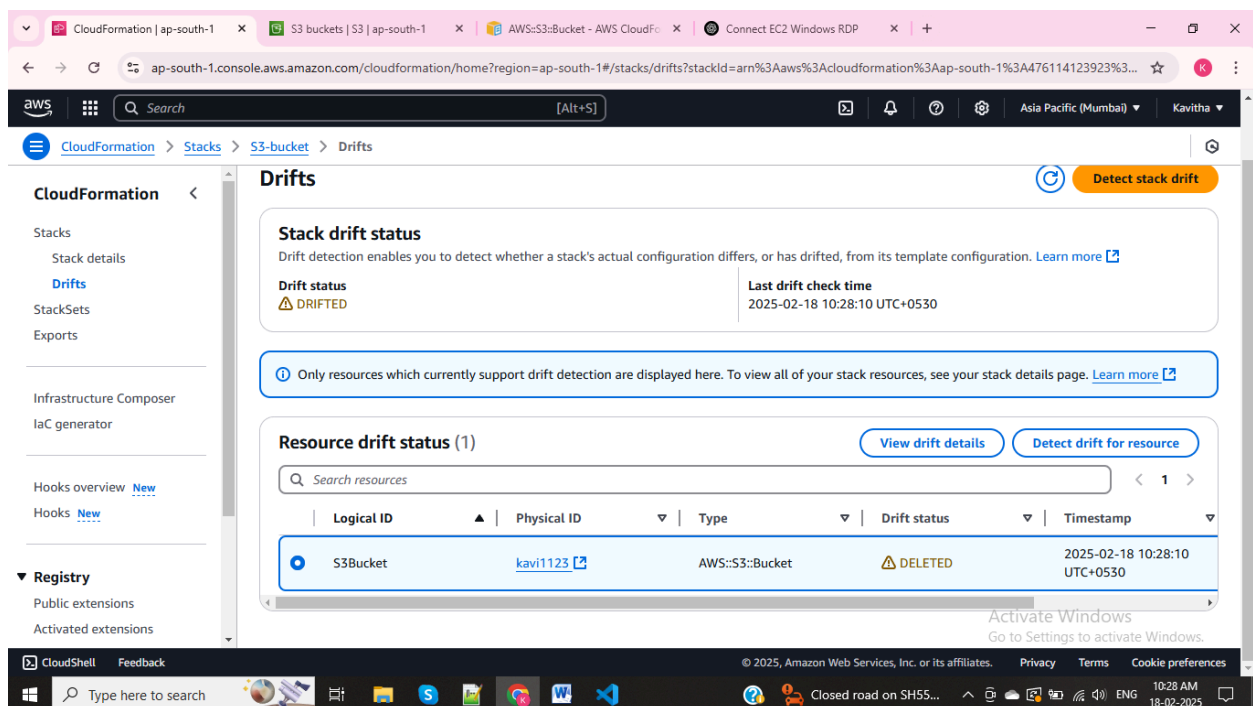 CloudFormation | ap-south-1
S3 buckets | S3 | ap-south-1
AWS::S3::Bucket - AWS CloudFo
Connect EC2 Windows RDP
ap-south-1.console.aws.amazon.com/cloudformation/home?region=ap-south-1#/stacks/drifts?stackId=arn%3Aaws%3Acloudformation%3Aap-south-1%3A476114123923%3...
K
aws
Search
[Alt+S]
Asia Pacific (Mumbai) ▼
Kavitha ▼
CloudFormation > Stacks > S3-bucket > Drifts
CloudFormation
Stacks
Stack details
Drifts
StackSets
Exports
Infrastructure Composer
IaC generator
Hooks overview New
Hooks New
Registry
Public extensions
Activated extensions
Drifts
Detect stack drift
Stack drift status
Drift detection enables you to detect whether a stack's actual configuration differs, or has drifted, from its template configuration. Learn more
Drift status
DRIFTED
Last drift check time
2025-02-18 10:28:10 UTC+0530
Only resources which currently support drift detection are displayed here. To view all of your stack resources, see your stack details page. Learn more
Resource drift status (1)
View drift details
Detect drift for resource
Search resources
1
Logical ID
Physical ID
Type
Drift status
Timestamp
S3Bucket
kavi1123
AWS::S3::Bucket
DELETED
2025-02-18 10:28:10
UTC+0530
Activate Windows
Go to Settings to activate Windows.
CloudShell
Feedback
© 2025, Amazon Web Services, Inc. or its affiliates.
Privacy
Terms
Cookie preferences
Type here to search
Closed road on SH55...
ENG
10:28 AM
18-02-2025